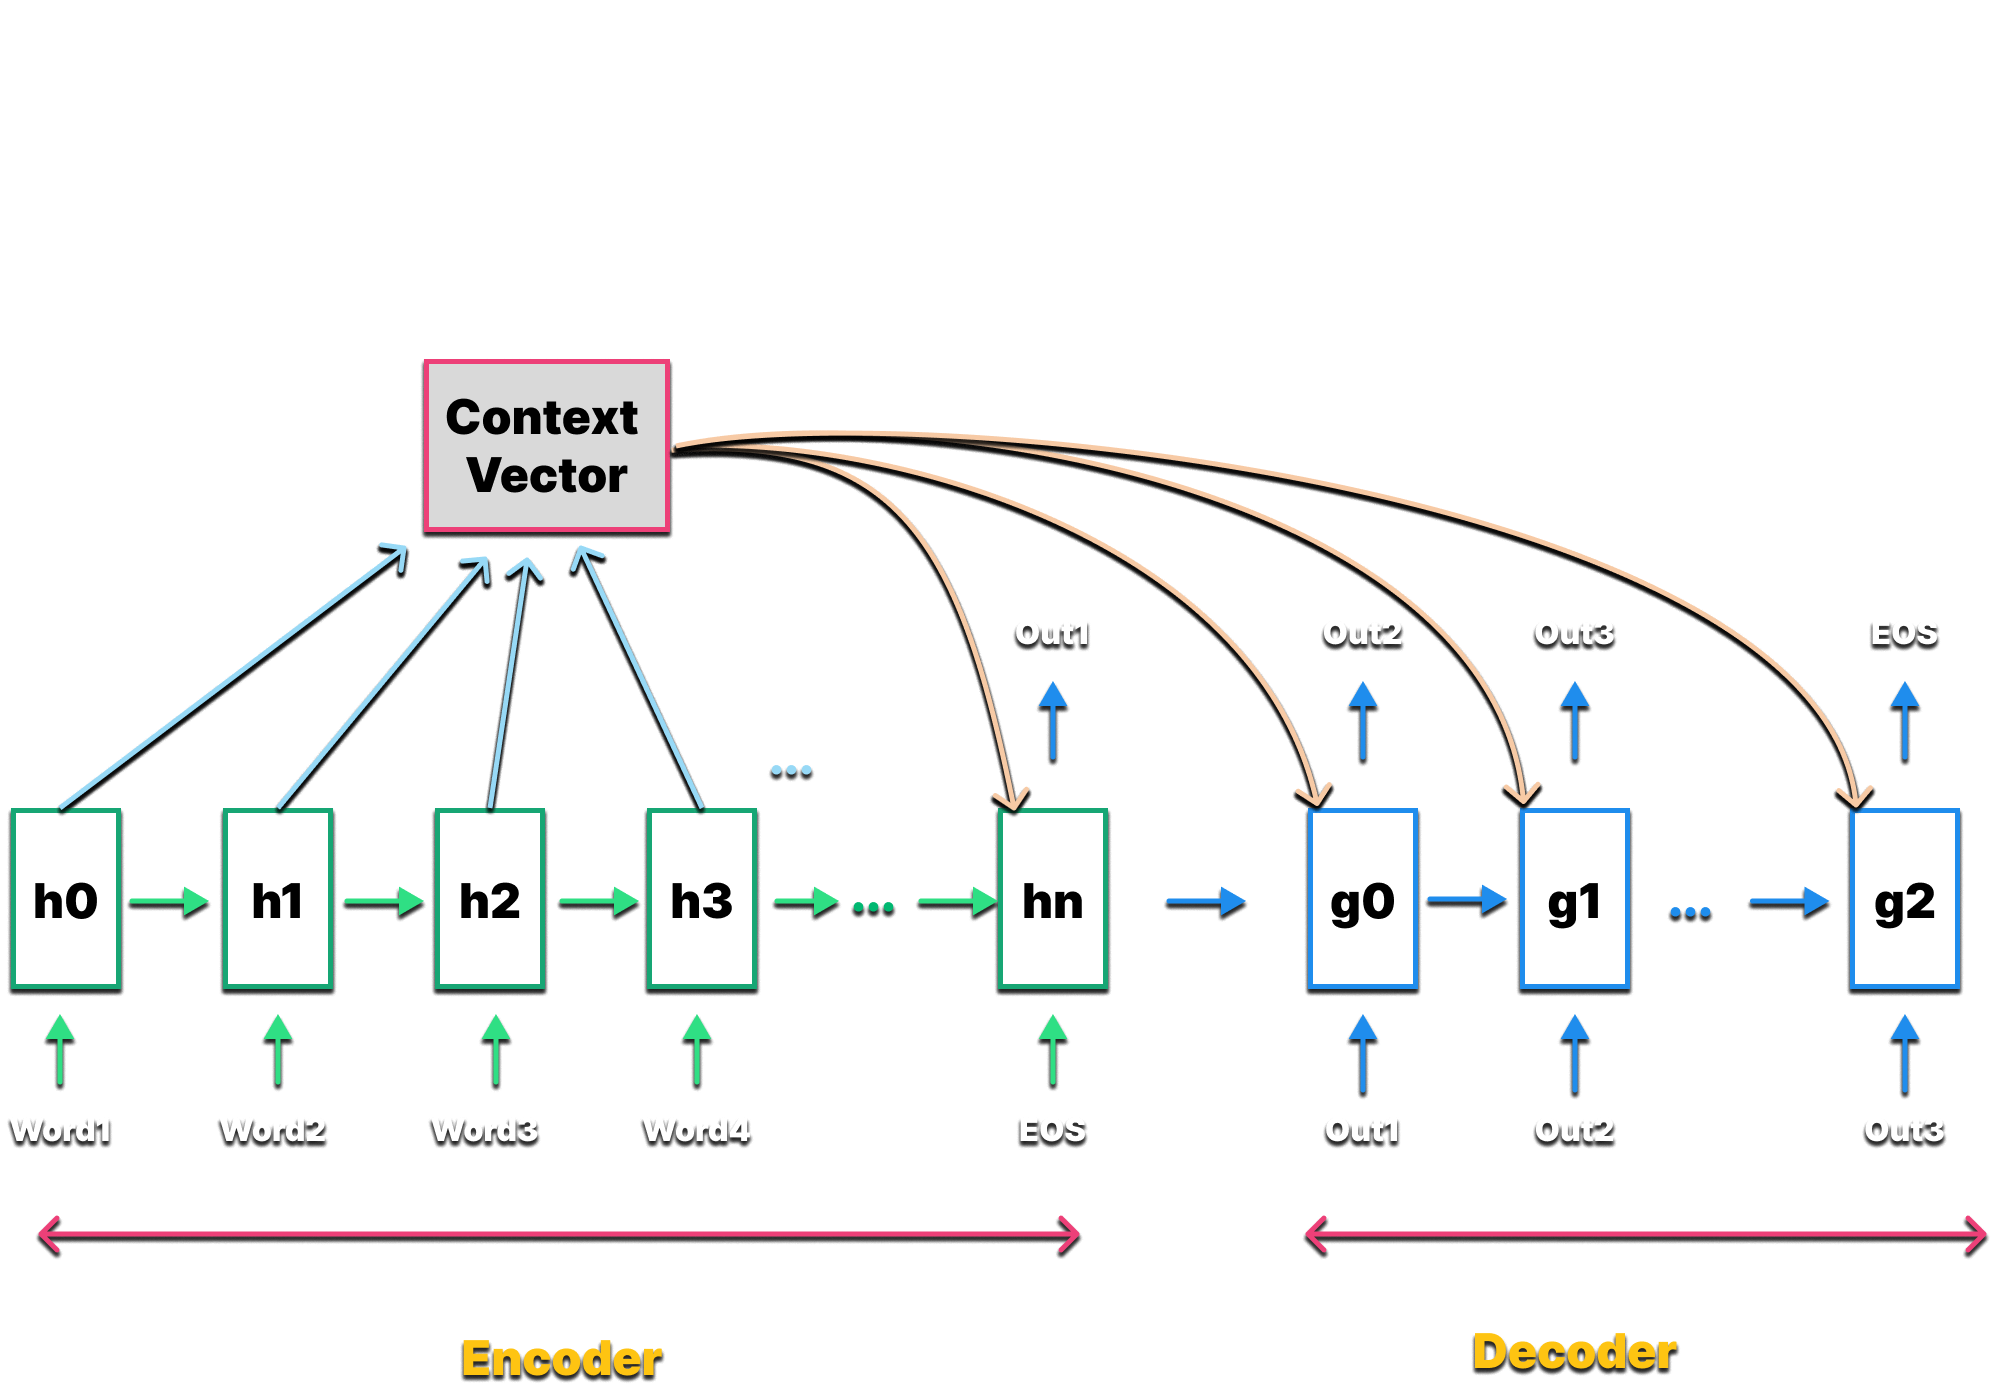 Context
Vector
Out1 Out2 Out3 EOS
... 
h0 h1 h2 h3 ... hn g0 g1 ... g2
Word1 Word2 Word3 Word4 EOS Out1 Out2 Out3
Encoder Decoder